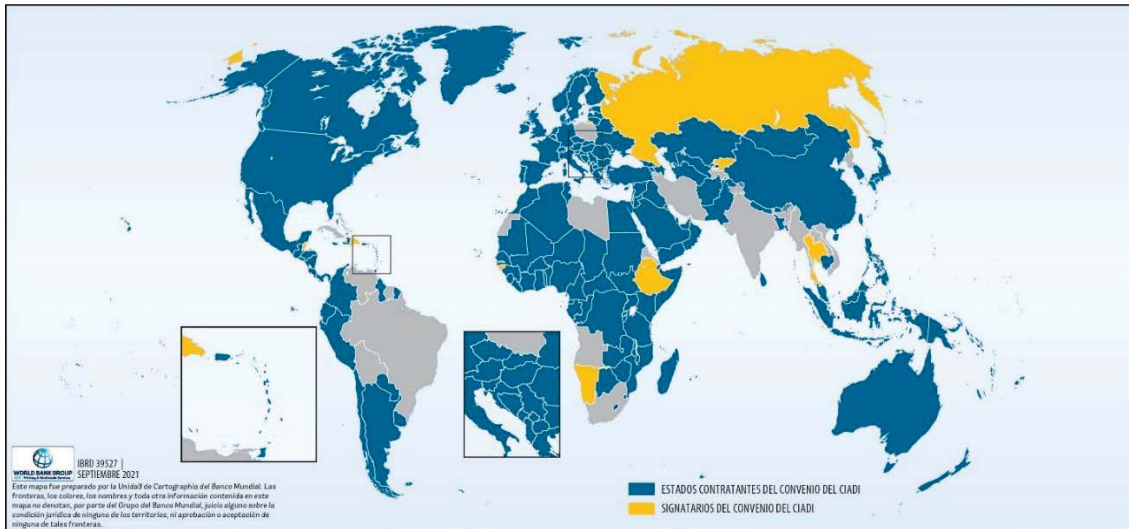 WORLD BANK GROUP
IBRD 39527 |
SEPTIEMBRE 2021
Este mapa fue preparado por la Unidad de Cartographía del Banco Mundial. Las
fronteras, los colores, los nombres y toda otra información contenida en este
mapa no denotan, por parte del Grupo del Banco Mundial, juicio alguno sobre la
condición jurídica de ninguno de los territorios, ni aprobación o aceptación de
ninguna de tales fronteras.
ESTADOS CONTRATANTES DEL CONVENIO DEL CIADI
SIGNATARIOS DEL CONVENIO DEL CIADI